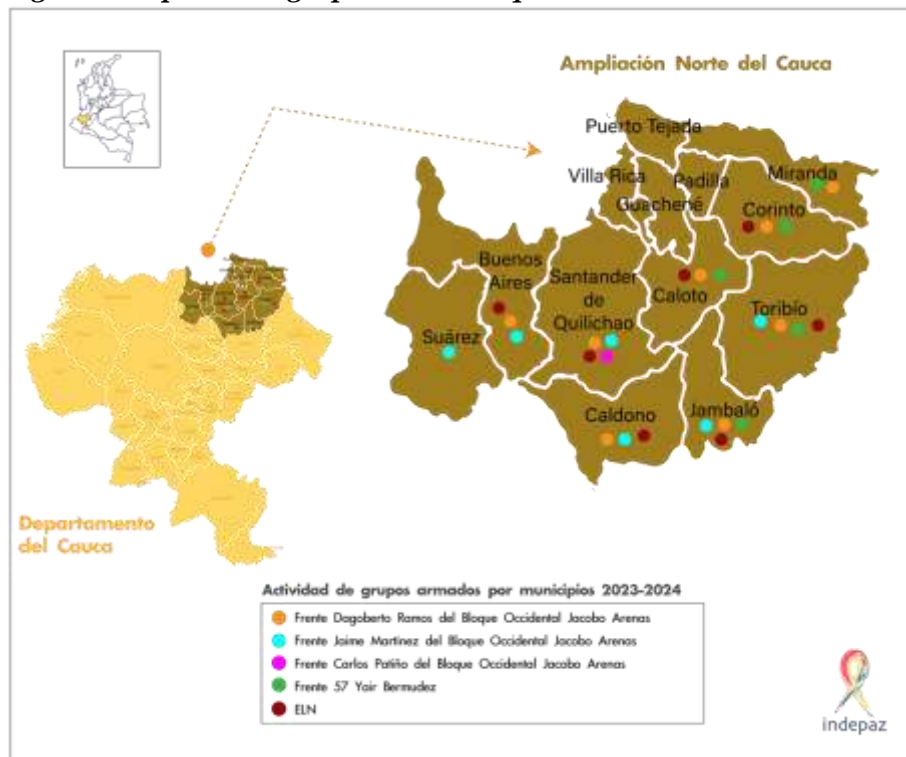 Ampliación Norte del Cauca
Puerto Tejada
Villa Rica
Padilla
Miranda
Guachené
Corinto
Buenos
Aires
Santander
de
Quilichao
Caloto
Toribío
Suárez
Caldono
Jambaló
Departamento
del Cauca
Actividad de grupos armados por municipios 2023-2024
Frente Dagoberto Ramos del Bloque Occidental Jacobo Arenas
Frente Jaime Martinez del Bloque Occidental Jacobo Arenas
Frente Carlos Patiño del Bloque Occidental Jacobo Arenas
Frente 57 Yair Bermudez
ELN
indepaz